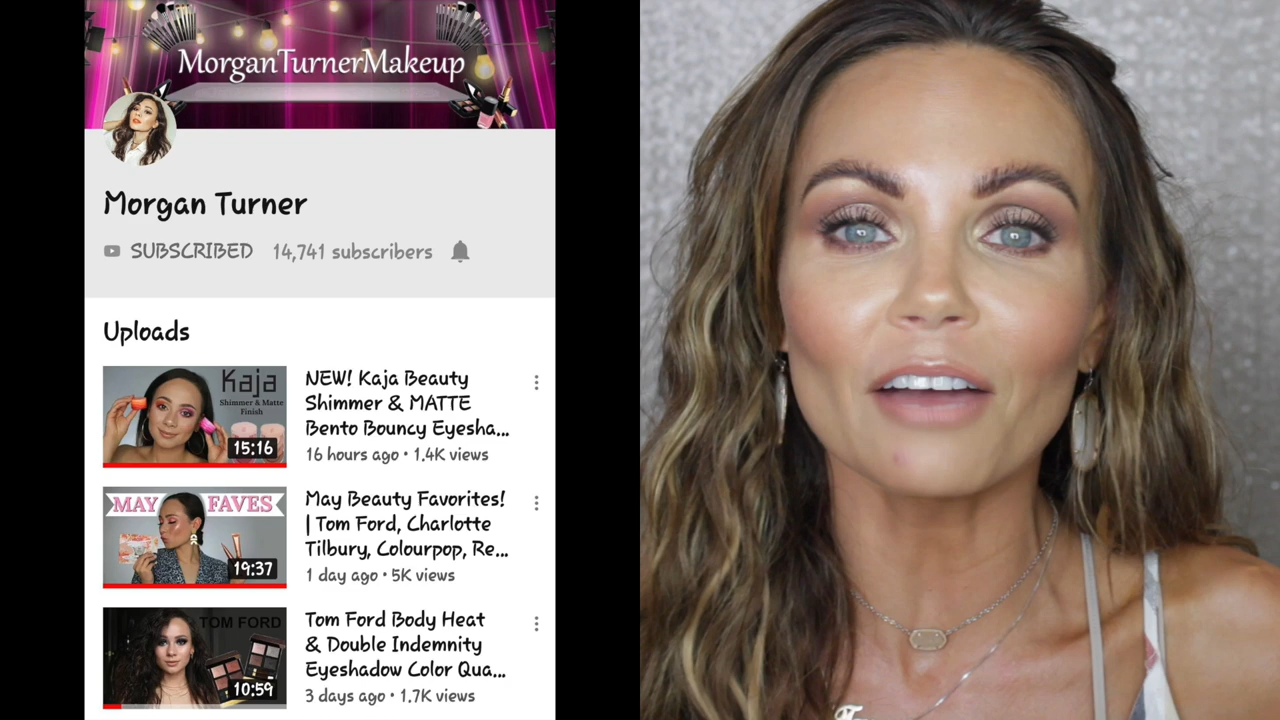 MorganTurnerMakeup
Morgan Turner
SUBSCRIBED 14,741 subscribers
Uploads
Kaja
Shimmer & Matte
Finish
15:16
NEW! Kaja Beauty
Shimmer & MATTE
Bento Bouncy Eyesha...
16 hours ago • 1.4K views
MAY FAVES
19:37
May Beauty Favorites!
| Tom Ford, Charlotte
Tilbury, Colourpop, Re...
1 day ago • 5K views
TOM FORD
10:59
Tom Ford Body Heat
& Double Indemnity
Eyeshadow Color Qua...
3 days ago • 1.7K views